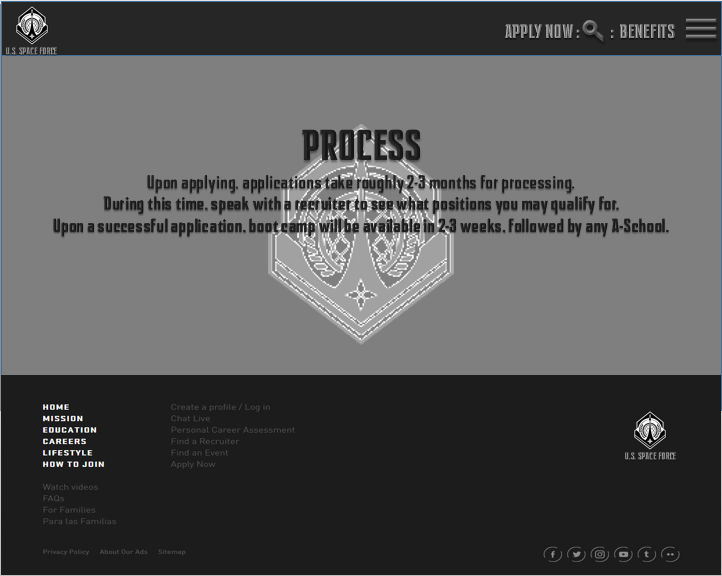 APPLY NOW : : BENEFITS
U.S. SPACE FORCE
PROCESS
Upon applying, applications take roughly 2-3 months for processing.
During this time, speak with a recruiter to see what positions you may qualify for.
Upon a successful application, boot camp will be available in 2-3 weeks, followed by any A-School.
HOME
MISSION
EDUCATION
CAREERS
LIFESTYLE
HOW TO JOIN
Watch videos
FAQs
For Families
Para las Familias
Create a profile / Log in
Chat Live
Personal Career Assessment
Find a Recruiter
Find an Event
Apply Now
U.S. SPACE FORCE
Privacy Policy About Our Ads Sitemap